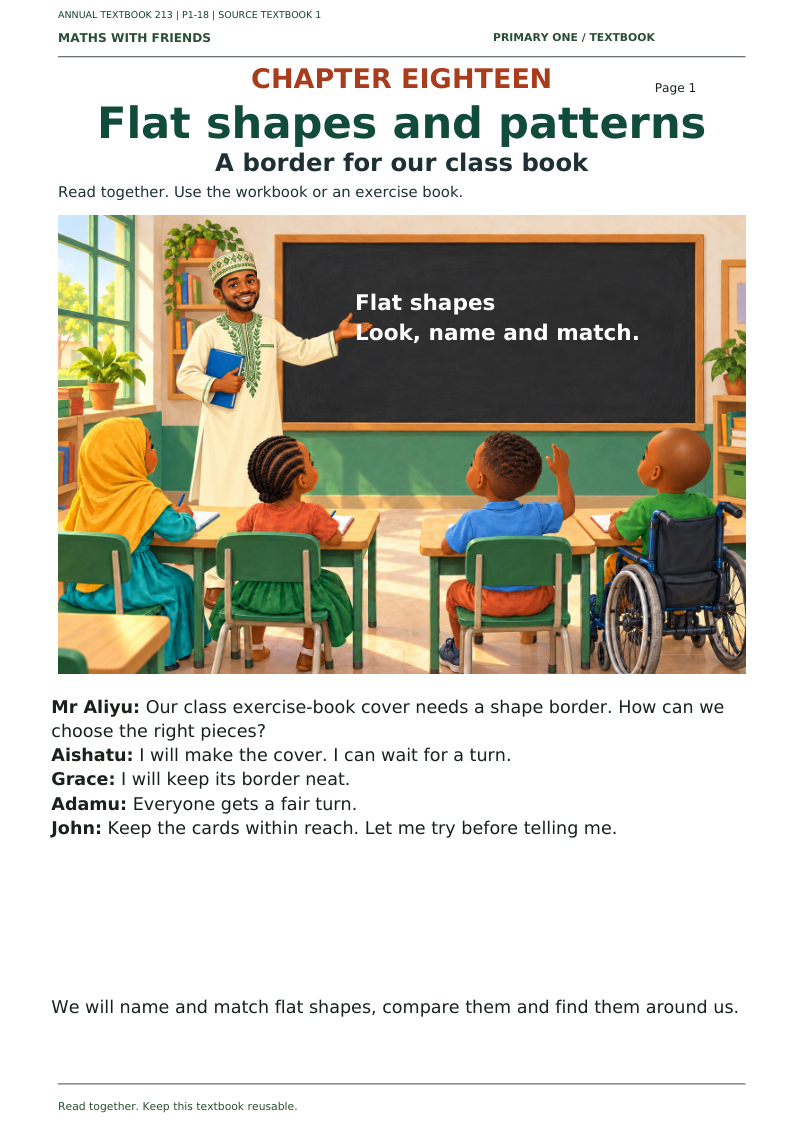 ANNUAL TEXTBOOK 213 | P1-18 | SOURCE TEXTBOOK 1
MATHS WITH FRIENDS
PRIMARY ONE / TEXTBOOK
CHAPTER EIGHTEEN
Page 1
Flat shapes and patterns
A border for our class book
Read together. Use the workbook or an exercise book.
Flat shapes
Look, name and match.
Mr Aliyu: Our class exercise-book cover needs a shape border. How can we
choose the right pieces?
Aishatu: I will make the cover. I can wait for a turn.
Grace: I will keep its border neat.
Adamu: Everyone gets a fair turn.
John: Keep the cards within reach. Let me try before telling me.
We will name and match flat shapes, compare them and find them around us.
Read together. Keep this textbook reusable.